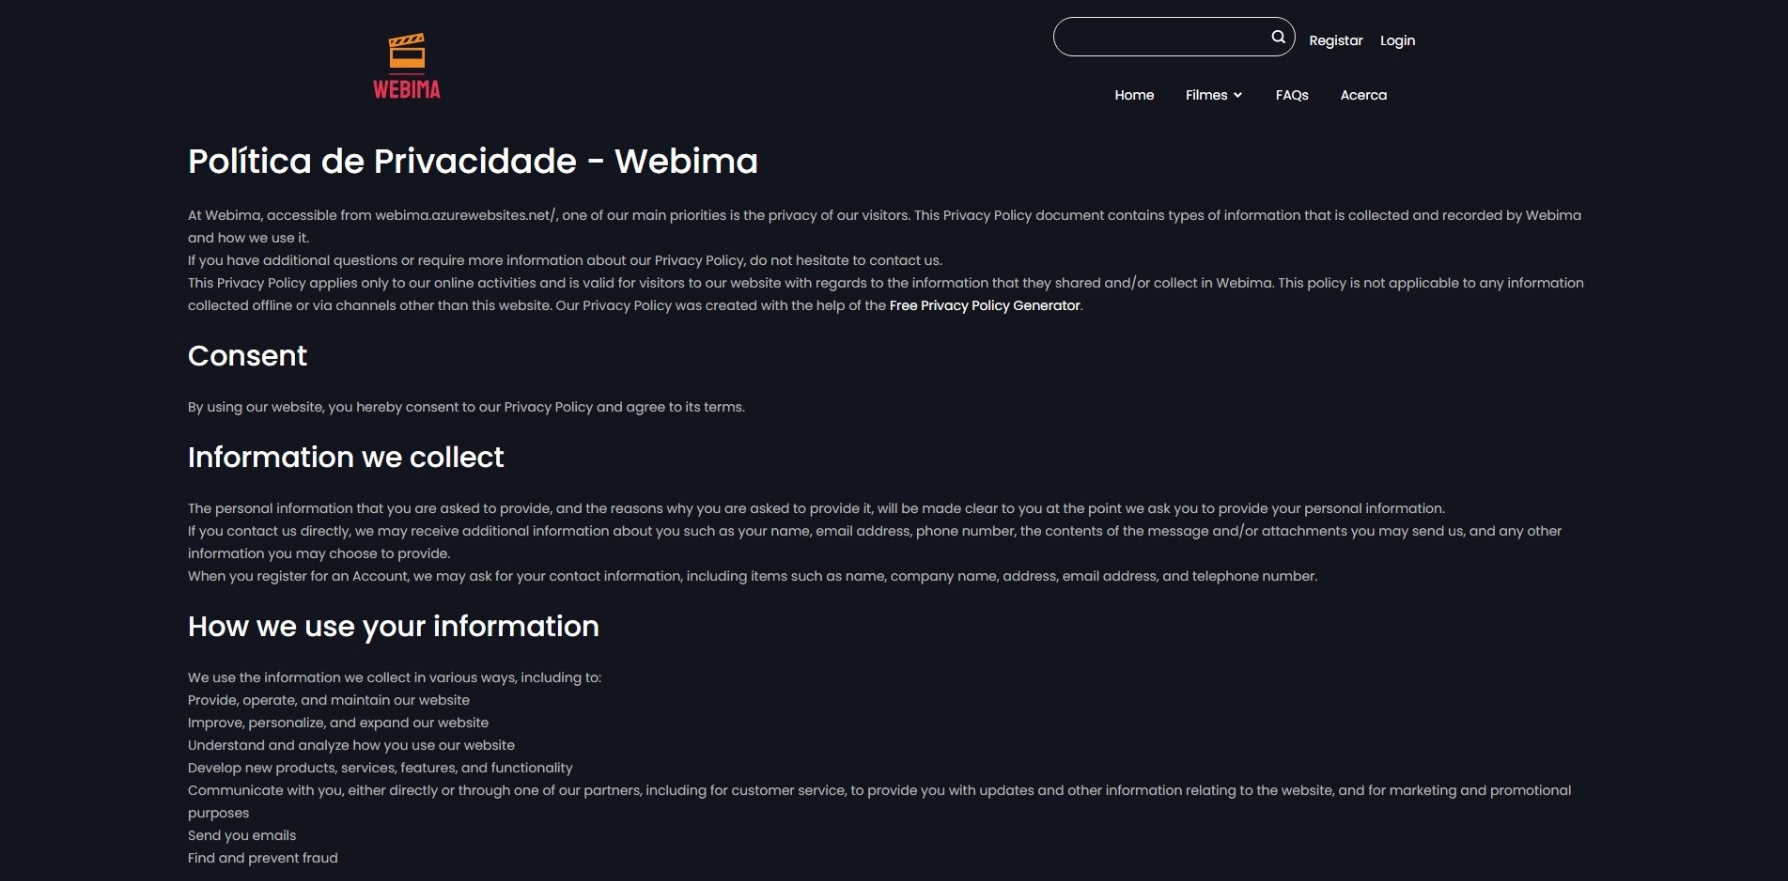 WEBIMA
Registar Login
Home Filmes FAQs Acerca
Política de Privacidade - Webima
At Webima, accessible from webima.azurewebsites.net/, one of our main priorities is the privacy of our visitors. This Privacy Policy document contains types of information that is collected and recorded by Webima
and how we use it.
If you have additional questions or require more information about our Privacy Policy, do not hesitate to contact us.
This Privacy Policy applies only to our online activities and is valid for visitors to our website with regards to the information that they shared and/or collect in Webima. This policy is not applicable to any information
collected offline or via channels other than this website. Our Privacy Policy was created with the help of the Free Privacy Policy Generator.
Consent
By using our website, you hereby consent to our Privacy Policy and agree to its terms.
Information we collect
The personal information that you are asked to provide, and the reasons why you are asked to provide it, will be made clear to you at the point we ask you to provide your personal information.
If you contact us directly, we may receive additional information about you such as your name, email address, phone number, the contents of the message and/or attachments you may send us, and any other
information you may choose to provide.
When you register for an Account, we may ask for your contact information, including items such as name, company name, address, email address, and telephone number.
How we use your information
We use the information we collect in various ways, including to:
Provide, operate, and maintain our website
Improve, personalize, and expand our website
Understand and analyze how you use our website
Develop new products, services, features, and functionality
Communicate with you, either directly or through one of our partners, including for customer service, to provide you with updates and other information relating to the website, and for marketing and promotional
purposes
Send you emails
Find and prevent fraud